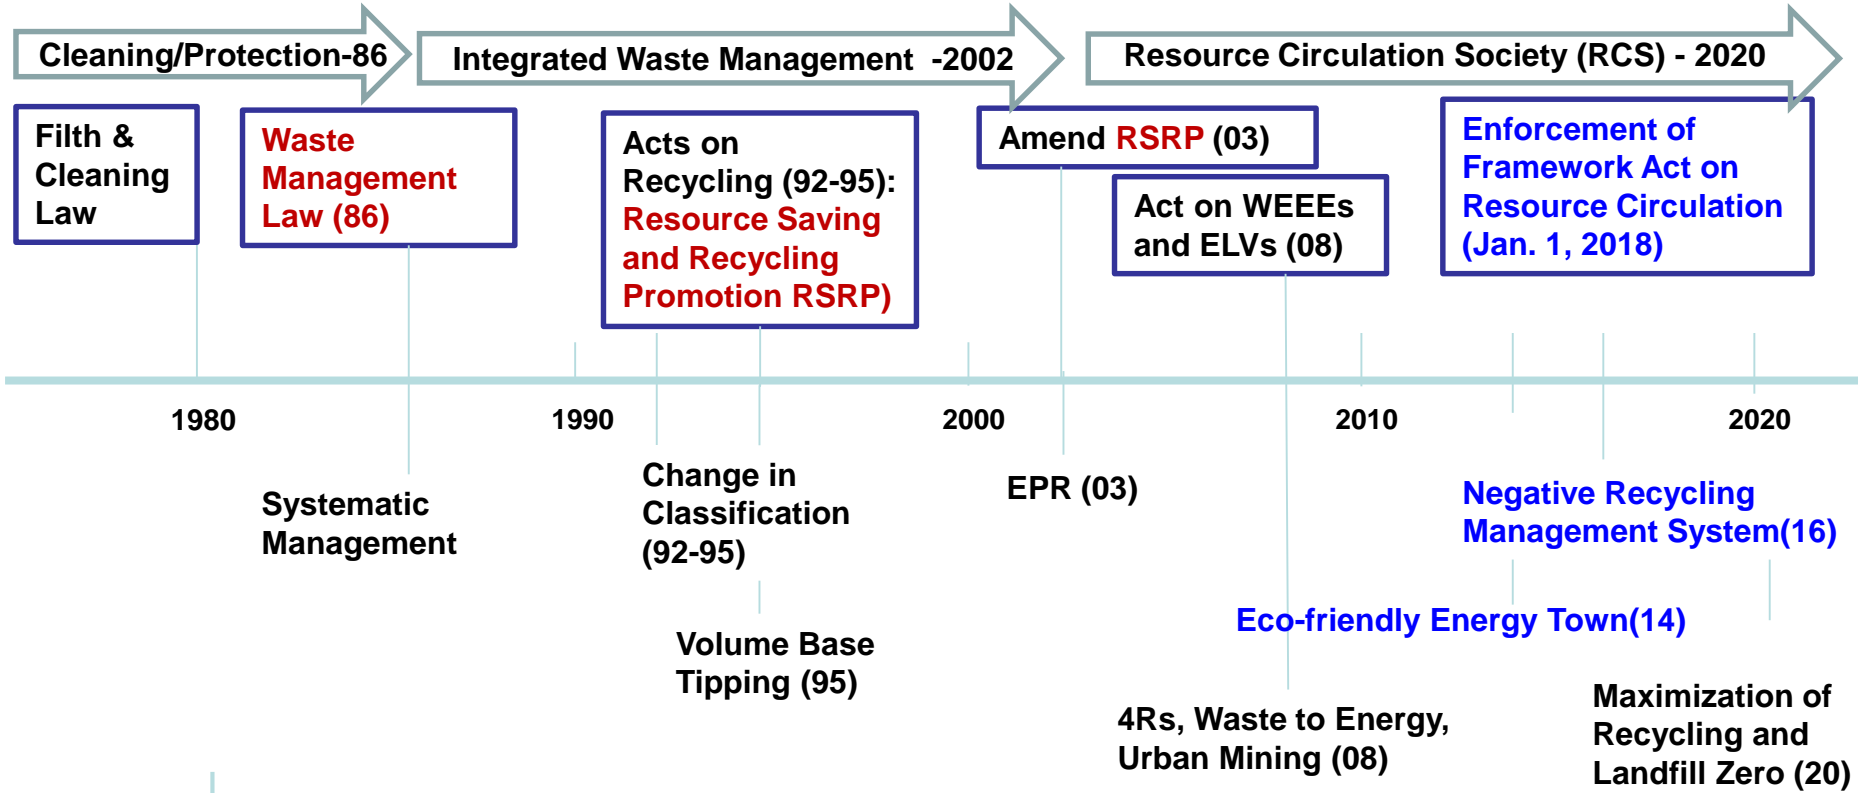 Cleaning/Protection-86
Integrated Waste Management -2002
Resource Circulation Society (RCS) - 2020
Filth &
Cleaning
Law
Waste
Management
Law (86)
Acts on
Recycling (92-95):
Resource Saving
and Recycling
Promotion RSRP)
Amend RSRP (03)
Act on WEEEs
and ELVs (08)
Enforcement of
Framework Act on
Resource Circulation
(Jan. 1, 2018)
1980
1990
2000
2010
2020
Systematic
Management
Change in
Classification
(92-95)
Volume Base
Tipping (95)
EPR (03)
Negative Recycling
Management System(16)
Eco-friendly Energy Town(14)
4Rs, Waste to Energy,
Urban Mining (08)
Maximization of
Recycling and
Landfill Zero (20)